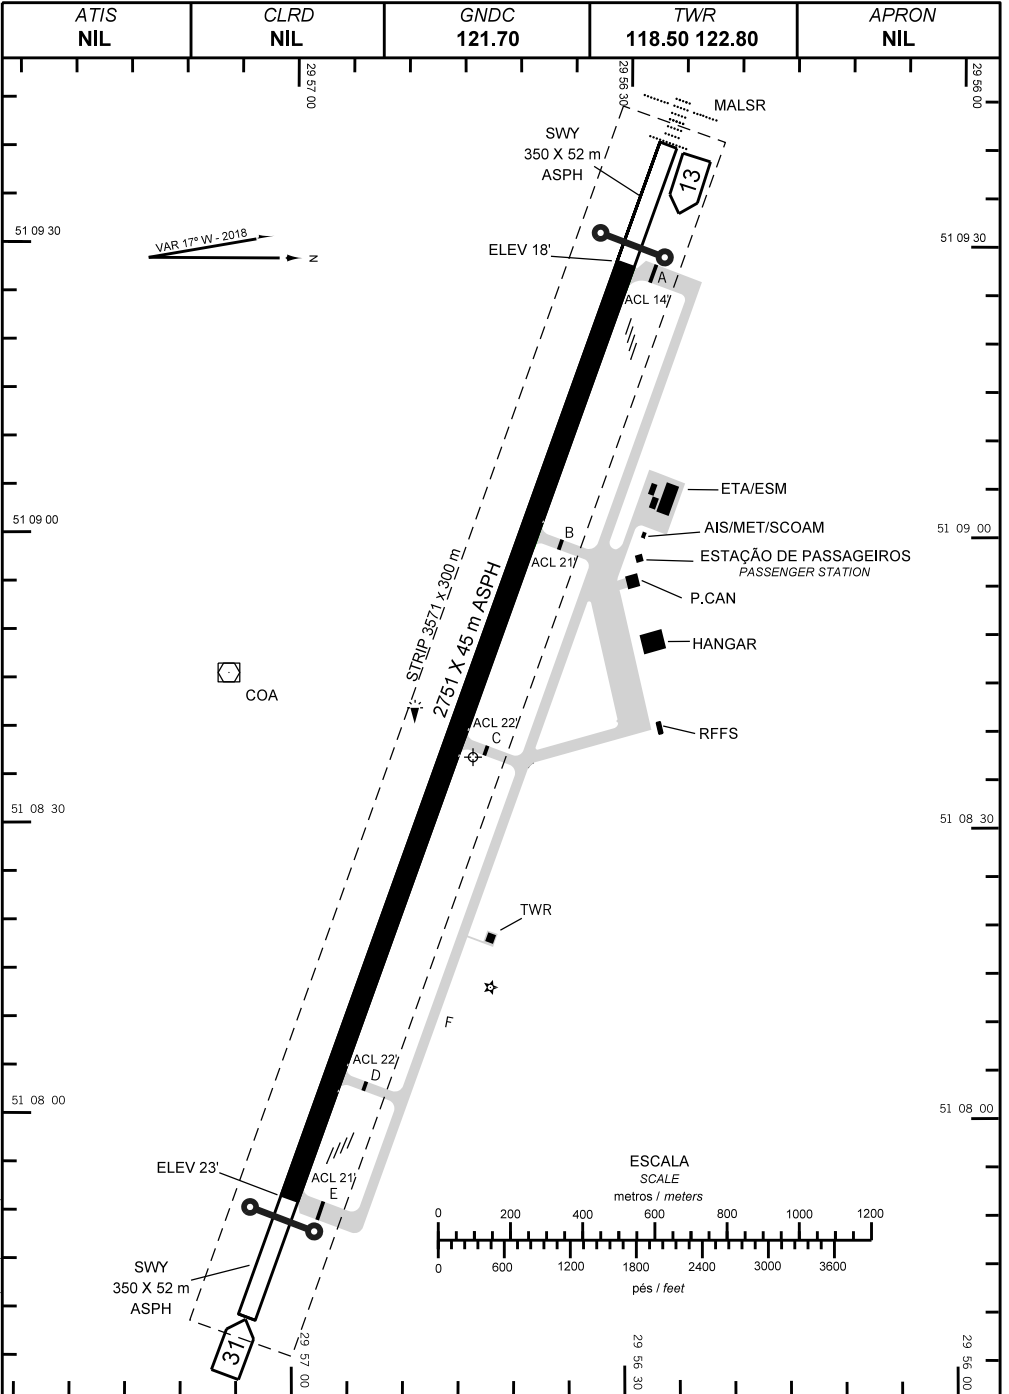 ATIS
NIL
CLRD
NIL
GNDC
121.70
TWR
118.50 122.80
APRON
NIL
29 57 00
29 56 30
29 56 00
MALSR
SWY
350 X 52 m
ASPH
13
51 09 30
VAR 17º W - 2018
N
ELEV 18'
51 09 30
A
ACL 14'
ETA/ESM
51 09 00
B
ACL 21'
AIS/MET/SCOAM
51 09 00
ESTAÇÃO DE PASSAGEIROS
PASSENGER STATION
P.CAN
STRIP 3571 x 300 m
2751 X 45 m ASPH
HANGAR
COA
ACL 22'
C
RFFS
51 08 30
51 08 30
TWR
F
ACL 22'
D
51 08 00
51 08 00
ELEV 23'
ACL 21'
E
ESCALA
SCALE
metros / meters
0 200 400 600 800 1000 1200
0 600 1200 1800 2400 3000 3600
pés / feet
SWY
350 X 52 m
ASPH
31
29 57 00
29 56 30
29 56 00